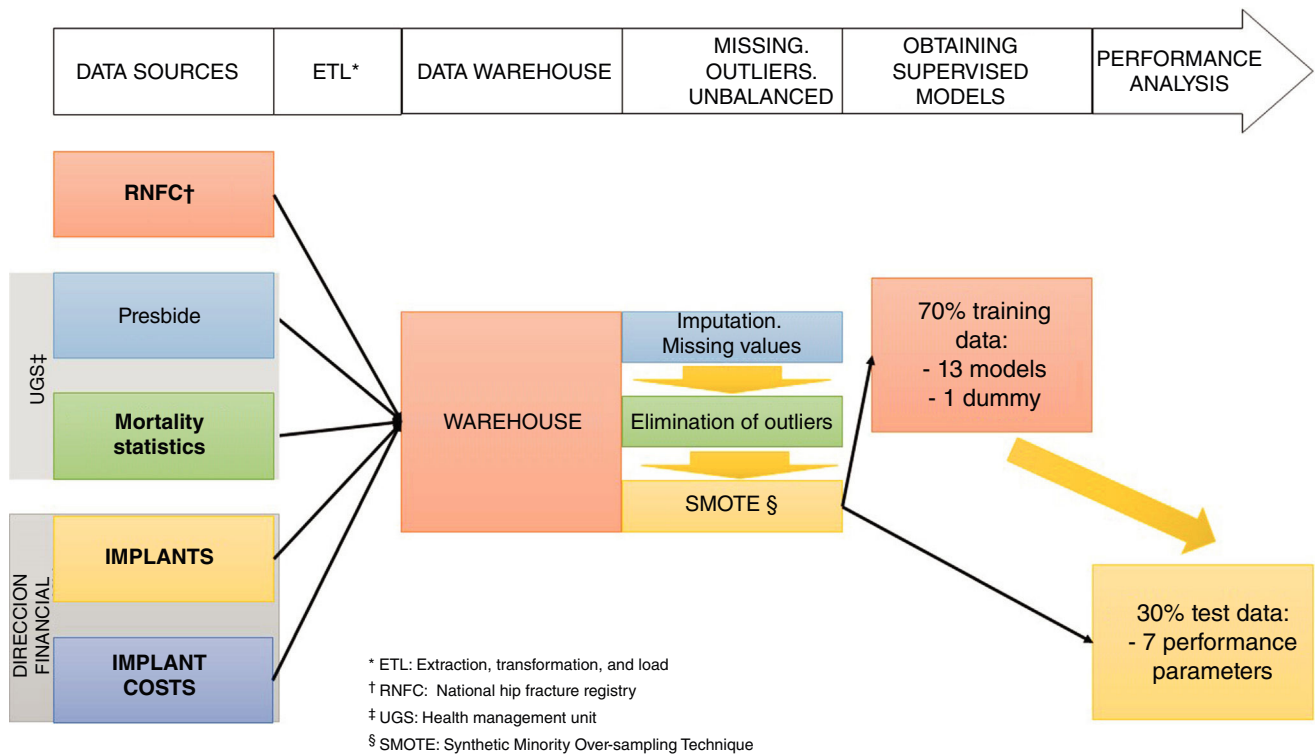 DATA SOURCES
ETL*
DATA WAREHOUSE
MISSING.
OUTLIERS.
UNBALANCED
OBTAINING
SUPERVISED
MODELS
PERFORMANCE
ANALYSIS
RNFC†
UGS‡
Presbide
Mortality
statistics
DIRECCION
FINANCIAL
IMPLANTS
IMPLANT
COSTS
WAREHOUSE
Imputation.
Missing values
Elimination of outliers
SMOTE §
70% training
data:
- 13 models
- 1 dummy
30% test data:
- 7 performance
parameters
* ETL: Extraction, transformation, and load
† RNFC: National hip fracture registry
‡ UGS: Health management unit
§ SMOTE: Synthetic Minority Over-sampling Technique